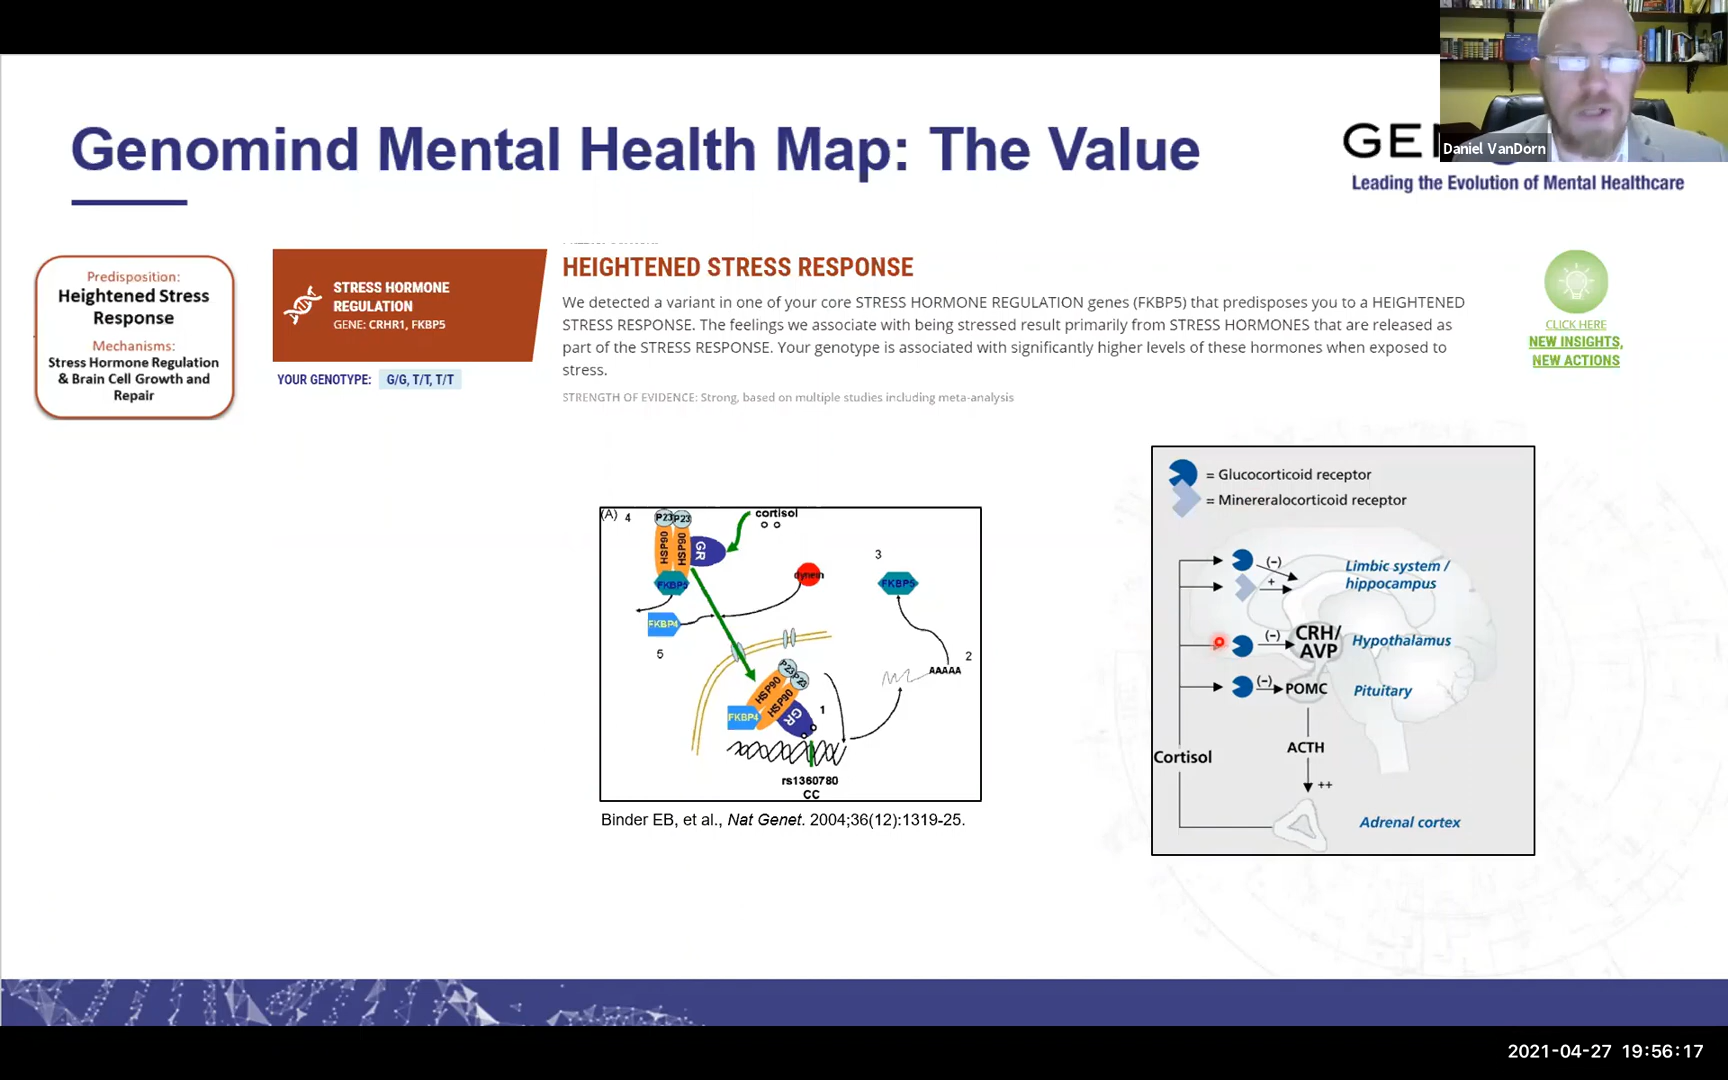 Genomind Mental Health Map: The Value
Daniel VanDorn
Leading the Evolution of Mental Healthcare
Predisposition:
Heightened Stress
Response
Mechanisms:
Stress Hormone Regulation
& Brain Cell Growth and
Repair
STRESS HORMONE
REGULATION
GENE: CRHR1, FKBP5
YOUR GENOTYPE: G/G, T/T, T/T
HEIGHTENED STRESS RESPONSE
We detected a variant in one of your core STRESS HORMONE REGULATION genes (FKBP5) that predisposes you to a HEIGHTENED
STRESS RESPONSE. The feelings we associate with being stressed result primarily from STRESS HORMONES that are released as
part of the STRESS RESPONSE. Your genotype is associated with significantly higher levels of these hormones when exposed to
stress.
STRENGTH OF EVIDENCE: Strong, based on multiple studies including meta-analysis
CLICK HERE
NEW INSIGHTS,
NEW ACTIONS
(A) 4
P23 P23
HSP90
HSP90
GR
cortisol
FKBP5
dynein
3
FKBP5
FKBP4
5
2
AAAAA
P23 P23
HSP90
HSP90
FKBP4
GR
1
rs1360780
CC
Binder EB, et al., Nat Genet. 2004;36(12):1319-25.
= Glucocorticoid receptor
= Minereralocorticoid receptor
(-)
+
Limbic system /
hippocampus
(-)
CRH/
AVP
Hypothalamus
(-)
POMC
Pituitary
ACTH
Cortisol
++
Adrenal cortex
2021-04-27 19:56:17